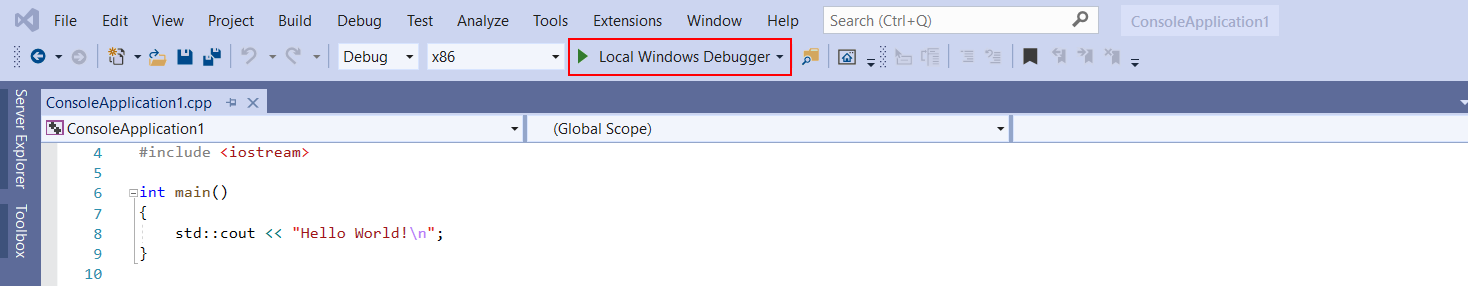 File Edit View Project Build Debug Test Analyze Tools Extensions Window Help Search (Ctrl+Q) ConsoleApplication1
Debug x86 Local Windows Debugger
Server Explorer
Toolbox
ConsoleApplication1.cpp
ConsoleApplication1 (Global Scope)
4 #include <iostream>
5
6 int main()
7 {
8 std::cout << "Hello World!\n";
9 }
10